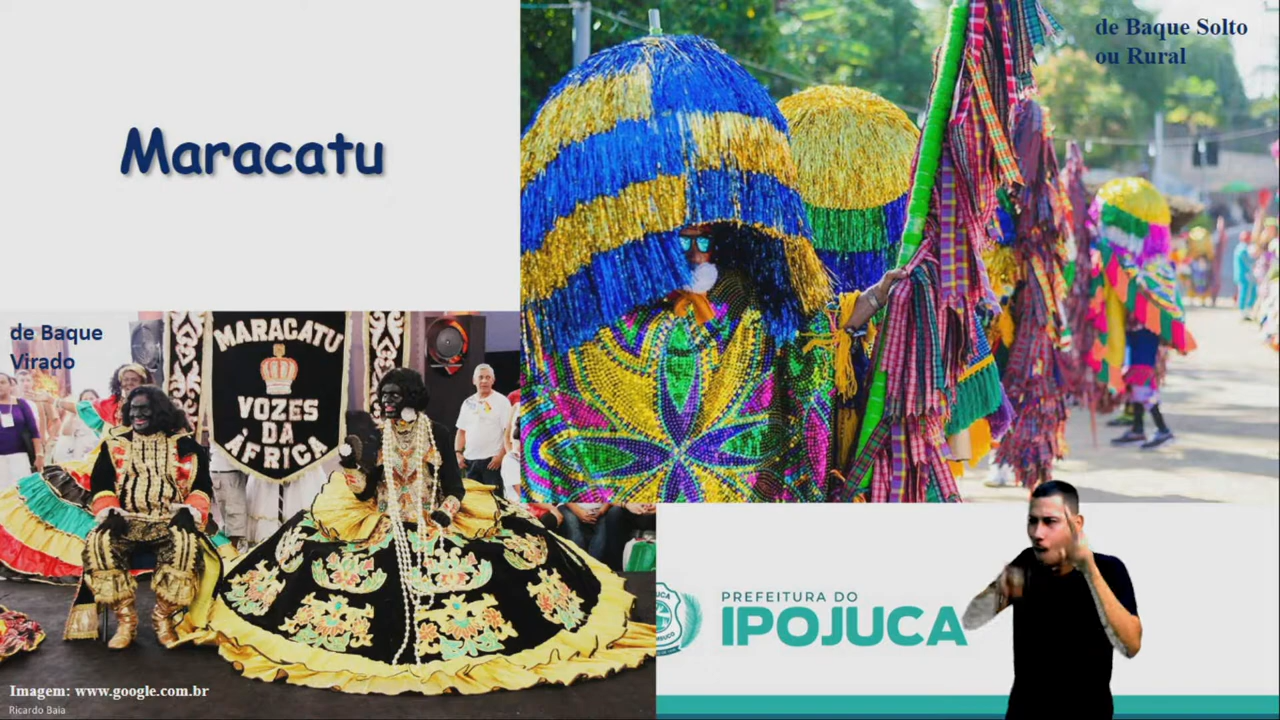 Maracatu
de Baque Solto
ou Rural
de Baque
Virado
MARACATU
VOZES
DA
ÁFRICA
PREFEITURA DO
IPOJUCA
Imagem: www.google.com.br
Ricardo Baia